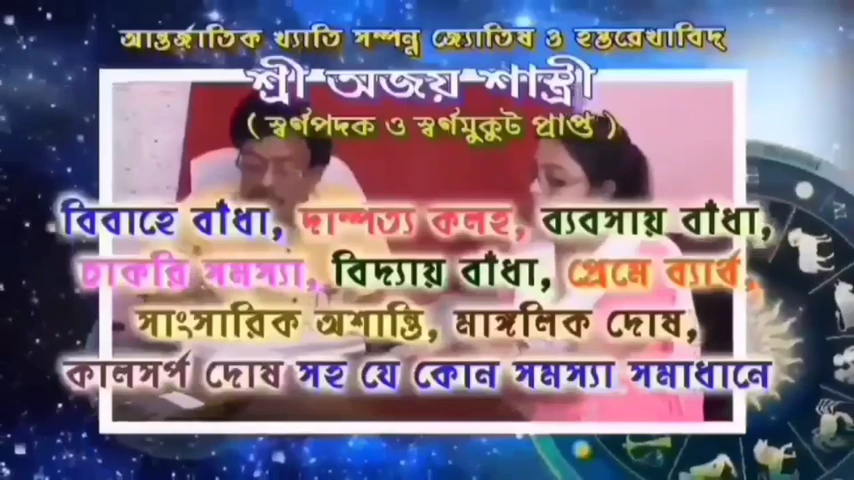 আন্তর্জাতিক খ্যাতি সম্পন্ন জ্যোতিষ ও হস্তরেখাবিদ্
শ্রী অজয় শাস্ত্রী
( স্বর্ণপদক ও স্বর্ণমুকুট প্রাপ্ত )
বিবাহে বাঁধা, দাম্পত্য কলহ, ব্যবসায় বাঁধা,
চাকরি সমস্যা, বিদ্যায় বাঁধা, প্রেমে ব্যার্থ,
সাংসারিক অশান্তি, মাঙ্গলিক দোষ,
কালসর্প দোষ সহ যে কোন সমস্যা সমাধানে